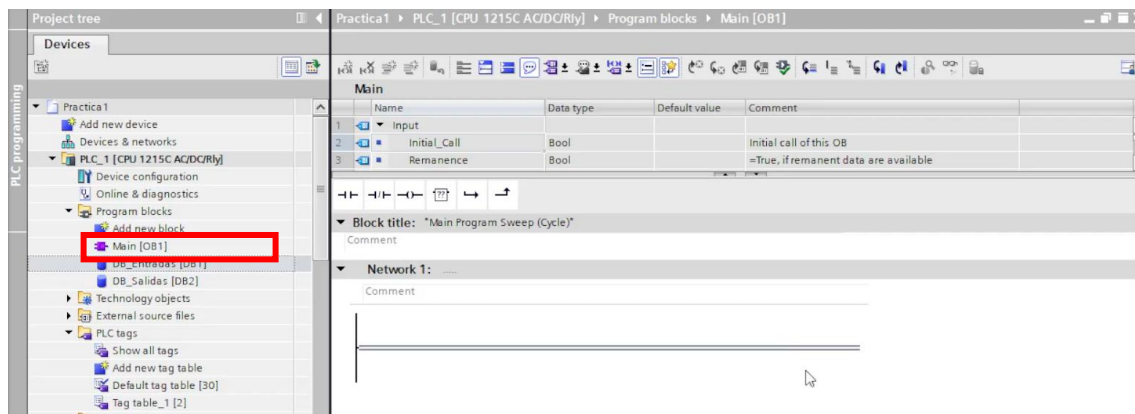 Project tree
Practica1 ▸ PLC_1 [CPU 1215C AC/DC/Rly] ▸ Program blocks ▸ Main [OB1]
Devices
PLC programming
Practica1
Add new device
Devices & networks
PLC_1 [CPU 1215C AC/DC/Rly]
Device configuration
Online & diagnostics
Program blocks
Add new block
Main [OB1]
DB_Entradas [DB1]
DB_Salidas [DB2]
Technology objects
External source files
PLC tags
Show all tags
Add new tag table
Default tag table [30]
Tag table_1 [2]
Main
Name Data type Default value Comment
1 Input
2 Initial_Call Bool Initial call of this OB
3 Remanence Bool =True, if remanent data are available
??
Block title: "Main Program Sweep (Cycle)"
Comment
Network 1:
Comment